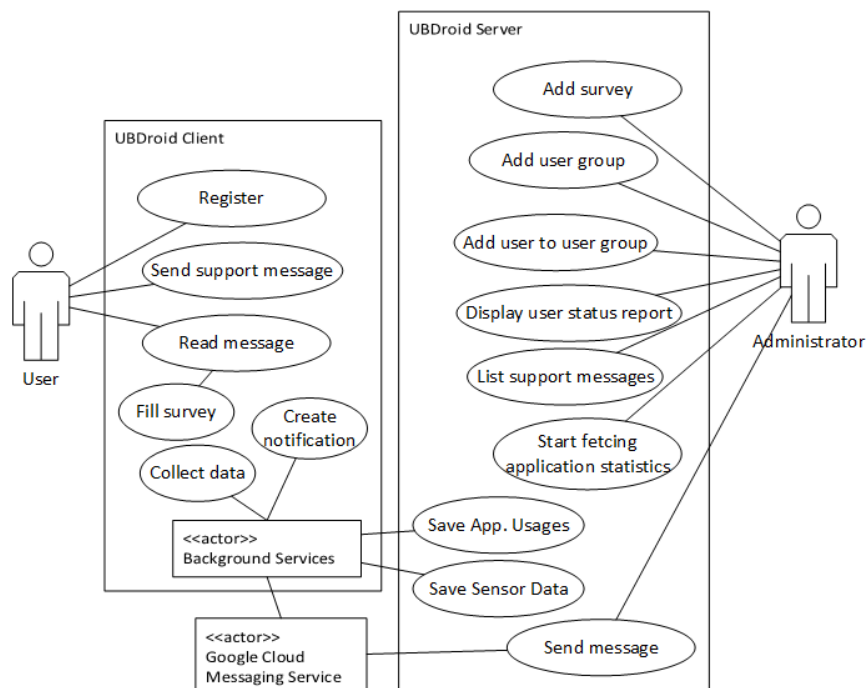 UBDroid Server
Add survey
UBDroid Client
Add user group
Register
Add user to user group
Send support message
Display user status report
Read message
Administrator
User
List support messages
Fill survey
Create
notification
Start fetcing
application statistics
Collect data
Save App. Usages
<<actor>>
Background Services
Save Sensor Data
<<actor>>
Google Cloud
Messaging Service
Send message